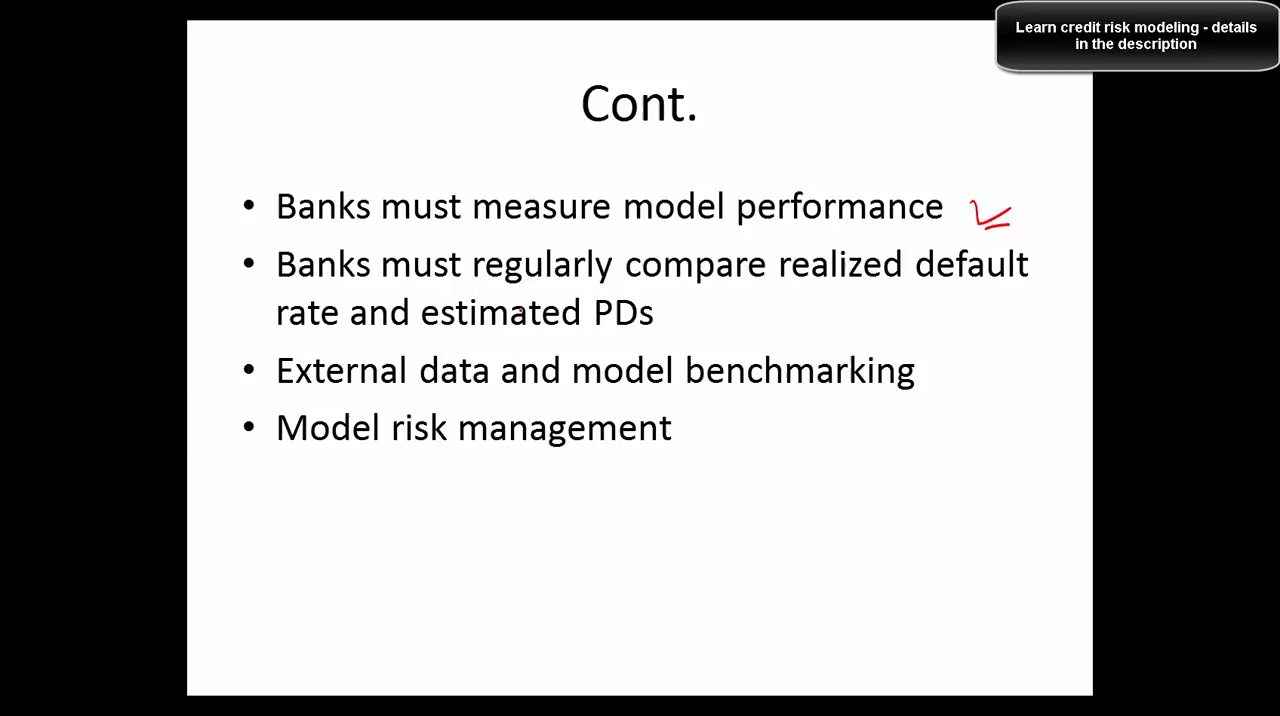 Learn credit risk modeling - details
in the description
Cont.
• Banks must measure model performance
• Banks must regularly compare realized default
rate and estimated PDs
• External data and model benchmarking
• Model risk management